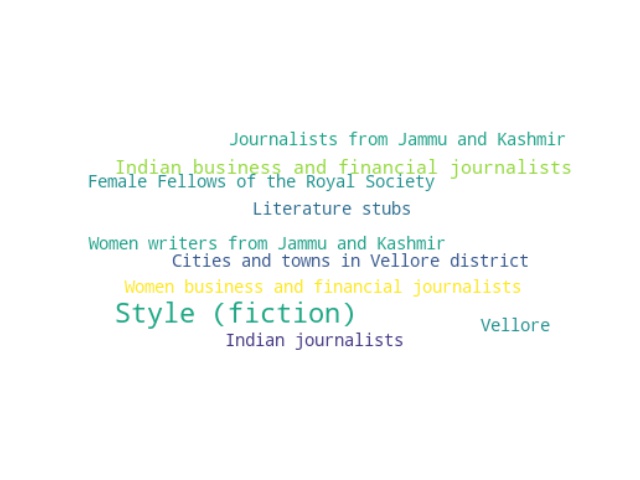 Journalists from Jammu and Kashmir
Indian business and financial journalists
Female Fellows of the Royal Society
Literature stubs
Women writers from Jammu and Kashmir
Cities and towns in Vellore district
Women business and financial journalists
Style (fiction)
Vellore
Indian journalists